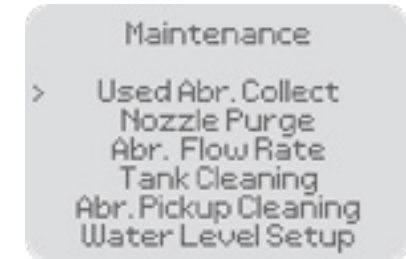 Maintenance
> Used Abr. Collect
Nozzle Purge
Abr. Flow Rate
Tank Cleaning
Abr. Pickup Cleaning
Water Level Setup